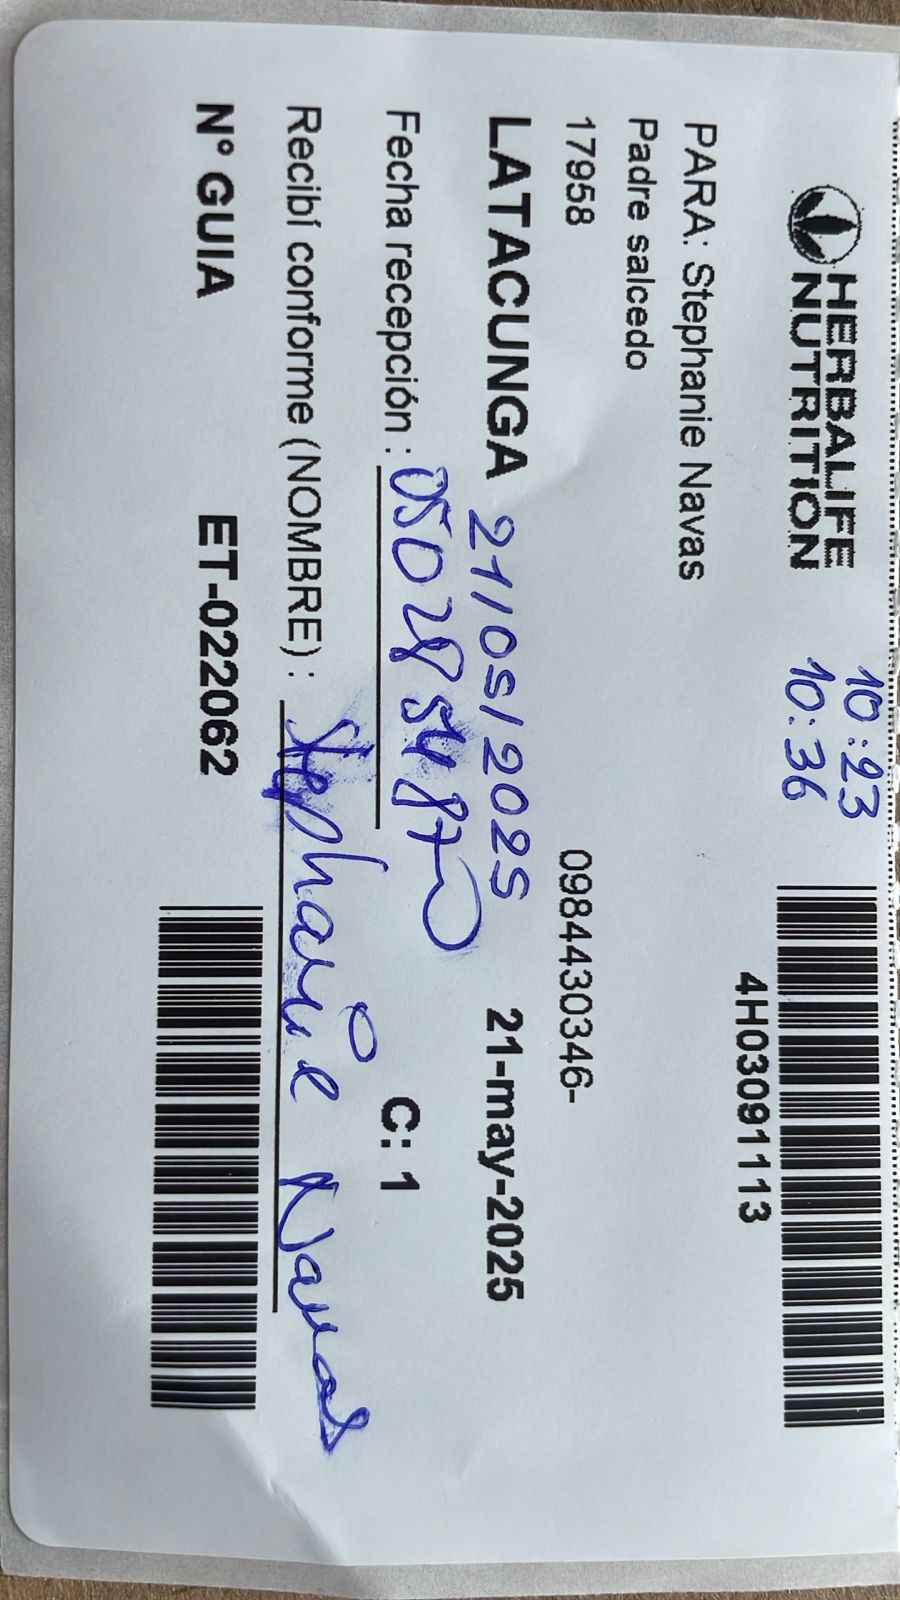 HERBALIFE
NUTRITION
10:23
10:36
4H03091113
PARA: Stephanie Navas
Padre salcedo
17958
0984430346-
LATACUNGA 21/05/2025 21-may-2025
Fecha recepción :
C: 1
Recibí conforme (NOMBRE) : Stephanie Navas
N° GUIA ET-022062